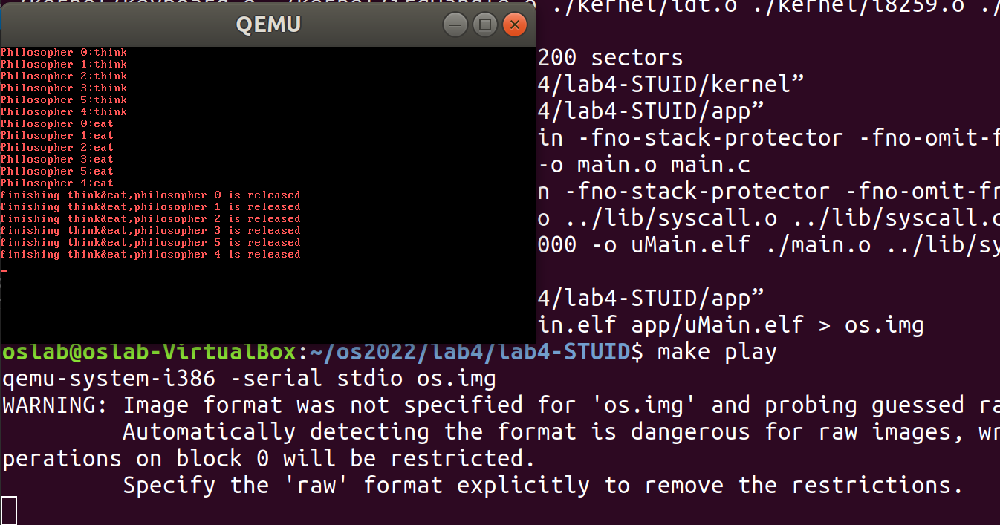 ./kernel/idt.o ./kernel/i8259.o
QEMU
Philosopher 0:think
Philosopher 1:think
Philosopher 2:think
Philosopher 3:think
Philosopher 5:think
Philosopher 4:think
Philosopher 0:eat
Philosopher 1:eat
Philosopher 2:eat
Philosopher 3:eat
Philosopher 5:eat
Philosopher 4:eat
finishing think&eat,philosopher 0 is released
finishing think&eat,philosopher 1 is released
finishing think&eat,philosopher 2 is released
finishing think&eat,philosopher 3 is released
finishing think&eat,philosopher 5 is released
finishing think&eat,philosopher 4 is released
200 sectors
4/lab4-STUID/kernel”
4/lab4-STUID/app”
in -fno-stack-protector -fno-omit-f
-o main.o main.c
n -fno-stack-protector -fno-omit-fr
o ../lib/syscall.o ../lib/syscall.c
000 -o uMain.elf ./main.o ../lib/sy
4/lab4-STUID/app”
in.elf app/uMain.elf > os.img
oslab@oslab-VirtualBox:~/os2022/lab4/lab4-STUID$ make play
qemu-system-i386 -serial stdio os.img
WARNING: Image format was not specified for 'os.img' and probing guessed ra
Automatically detecting the format is dangerous for raw images, wr
perations on block 0 will be restricted.
Specify the 'raw' format explicitly to remove the restrictions.